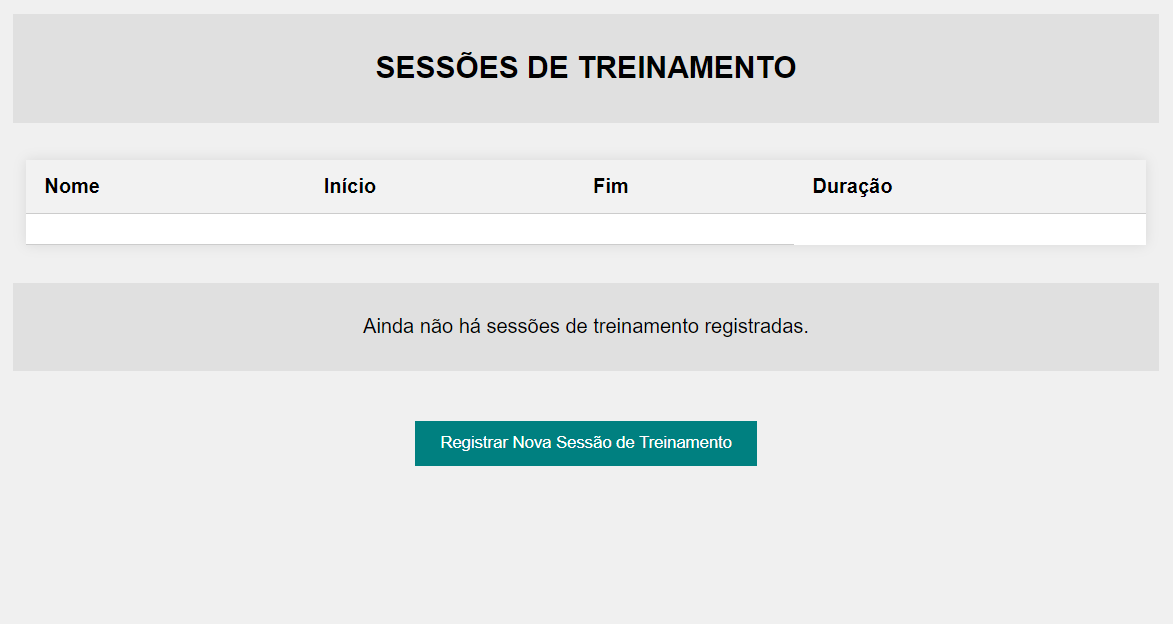 SESSÕES DE TREINAMENTO
Nome Início Fim Duração
Ainda não há sessões de treinamento registradas.
Registrar Nova Sessão de Treinamento